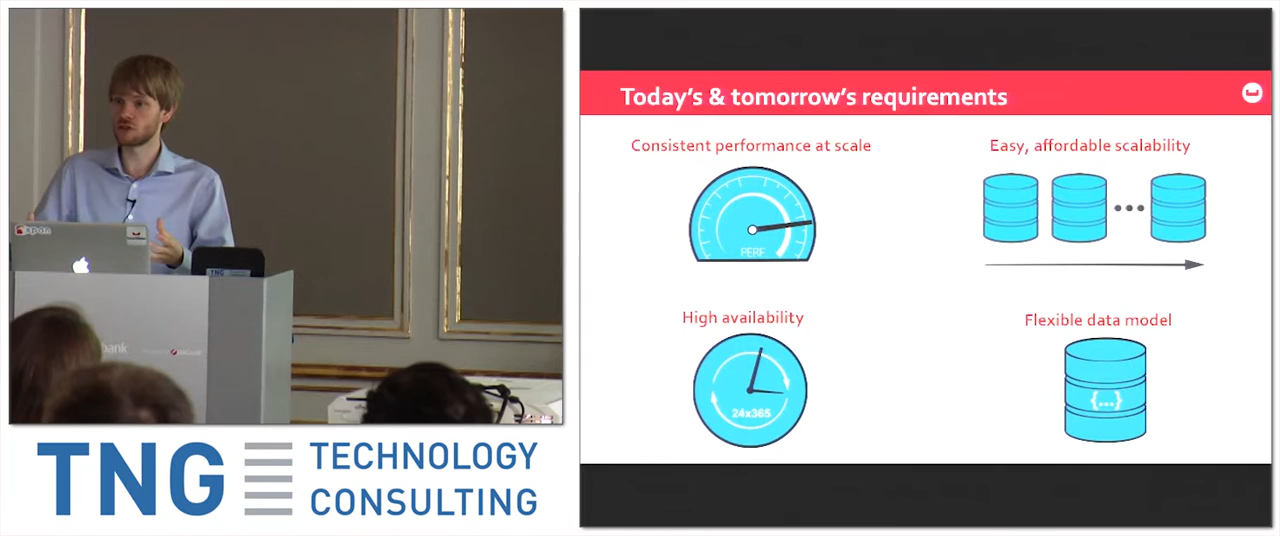 Today's & tomorrow's requirements
Consistent performance at scale
Easy, affordable scalability
PERF
High availability
Flexible data model
24x365
{...}
TNG
TECHNOLOGY
CONSULTING
TNG